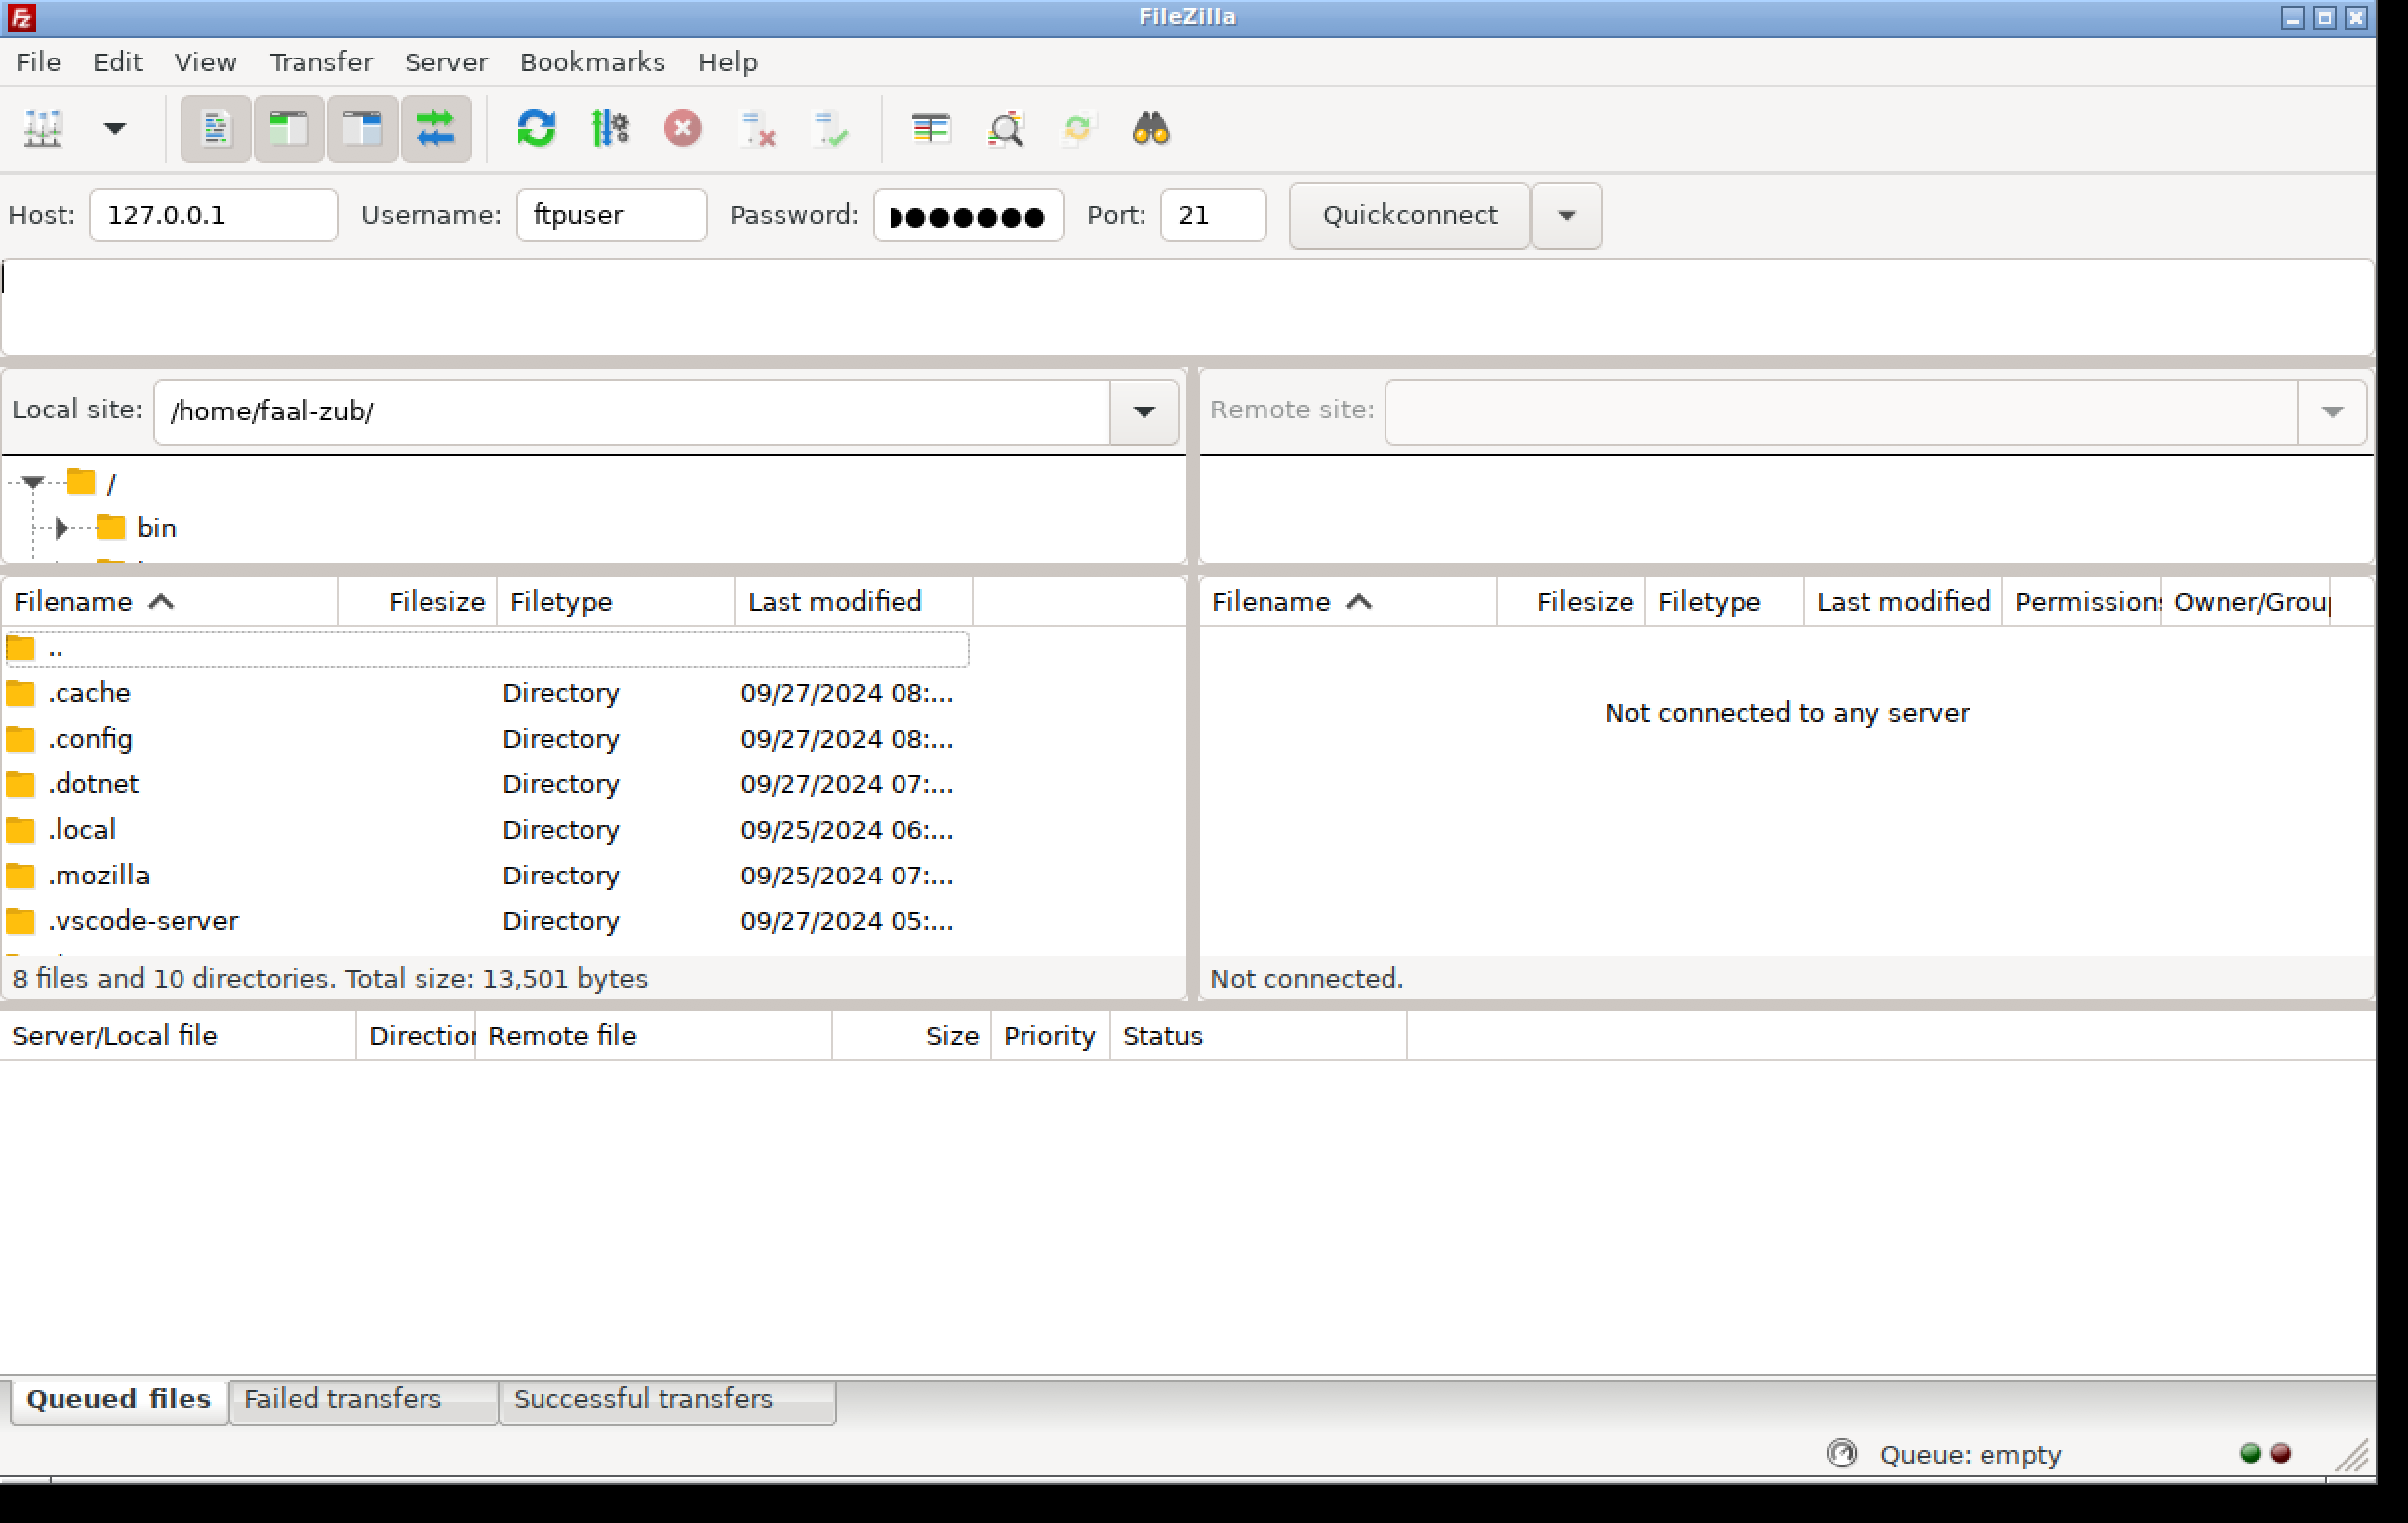 FileZilla
File Edit View Transfer Server Bookmarks Help
Host: 127.0.0.1 Username: ftpuser Password: ●●●●●●● Port: 21 Quickconnect
Local site: /home/faal-zub/
Remote site:
/
bin
Filename Filesize Filetype Last modified
..
.cache Directory 09/27/2024 08:...
.config Directory 09/27/2024 08:...
.dotnet Directory 09/27/2024 07:...
.local Directory 09/25/2024 06:...
.mozilla Directory 09/25/2024 07:...
.vscode-server Directory 09/27/2024 05:...
8 files and 10 directories. Total size: 13,501 bytes
Filename Filesize Filetype Last modified Permissions Owner/Group
Not connected to any server
Not connected.
Server/Local file Direction Remote file Size Priority Status
Queued files Failed transfers Successful transfers
Queue: empty